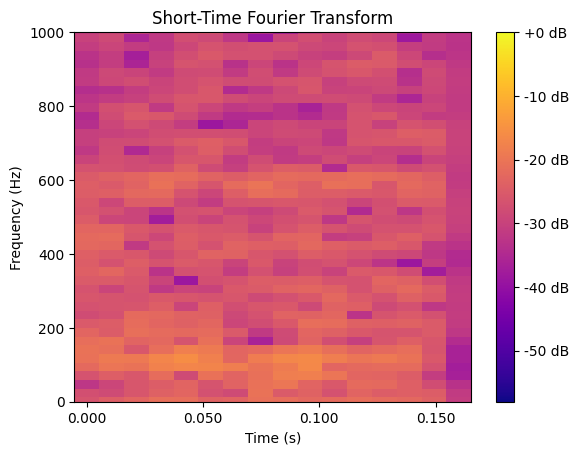 Short-Time Fourier Transform
1000
800
600
400
200
0
Frequency (Hz)
0.000
0.050
0.100
0.150
Time (s)
+0 dB
-10 dB
-20 dB
-30 dB
-40 dB
-50 dB